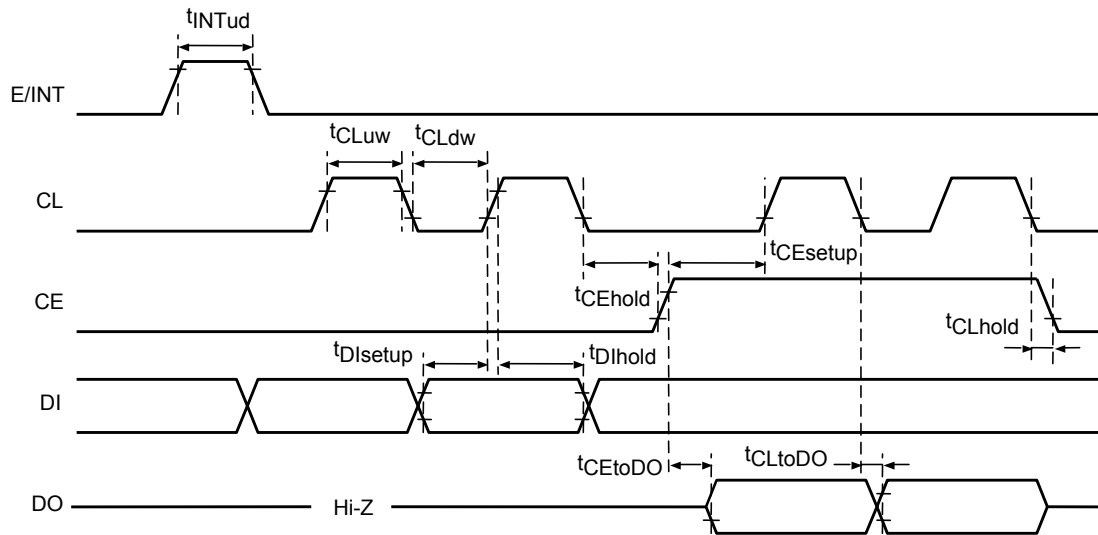 tINTud
E/INT
tCLuw
tCLdw
CL
tCEsetup
tCEhold
CE
tCLhold
tDIsetup
tDIhold
DI
tCEtoDO
tCLtoDO
DO
Hi-Z